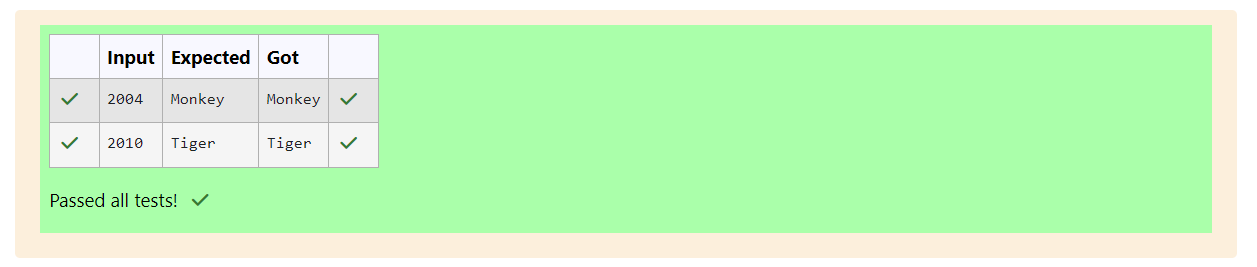 Input Expected Got
2004 Monkey Monkey
2010 Tiger Tiger
Passed all tests!